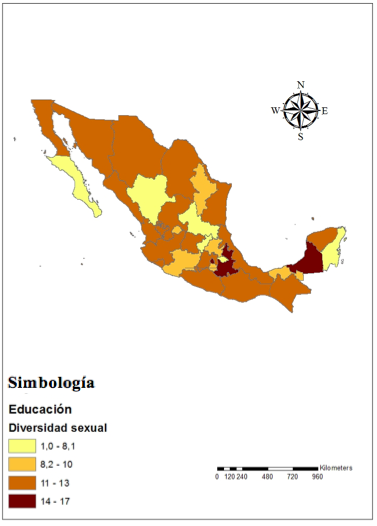 N
W E
S
Simbología
Educación
Diversidad sexual
1,0 - 8,1
8,2 - 10
11 - 13
14 - 17
Kilometers
0 120 240 480 720 960